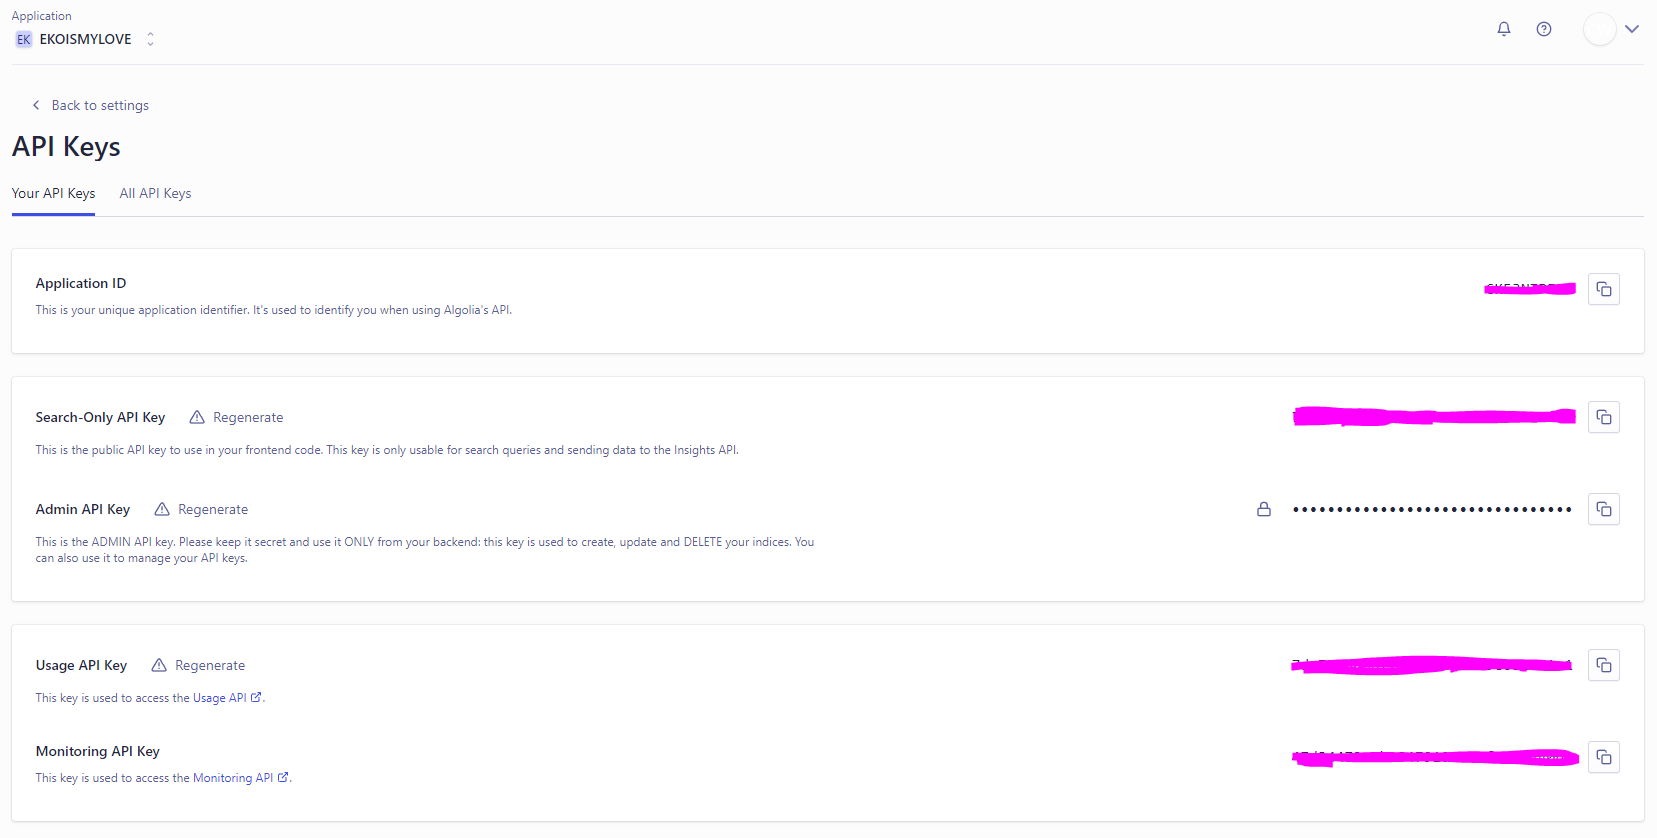 Application
EK EKOISMYLOVE
Back to settings
API Keys
Your API Keys All API Keys
Application ID
This is your unique application identifier. It's used to identify you when using Algolia's API.
Search-Only API Key Regenerate
This is the public API key to use in your frontend code. This key is only usable for search queries and sending data to the Insights API.
Admin API Key Regenerate
••••••••••••••••••••••••••••••••
This is the ADMIN API key. Please keep it secret and use it ONLY from your backend: this key is used to create, update and DELETE your indices. You
can also use it to manage your API keys.
Usage API Key Regenerate
This key is used to access the Usage API.
Monitoring API Key
This key is used to access the Monitoring API.